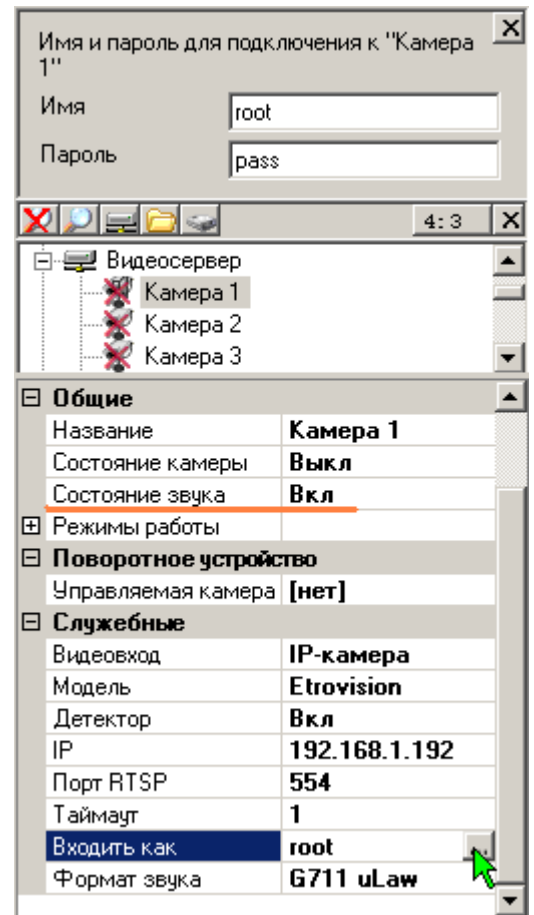 Имя и пароль для подключения к "Камера
1"
Имя root
Пароль pass
4:3
Видеосервер
Камера 1
Камера 2
Камера 3
Общие
Название Камера 1
Состояние камеры Выкл
Состояние звука Вкл
Режимы работы
Поворотное устройство
Управляемая камера [нет]
Служебные
Видеовход IP-камера
Модель Etrovision
Детектор Вкл
IP 192.168.1.192
Порт RTSP 554
Таймаут 1
Входить как root ...
Формат звука G711 uLaw